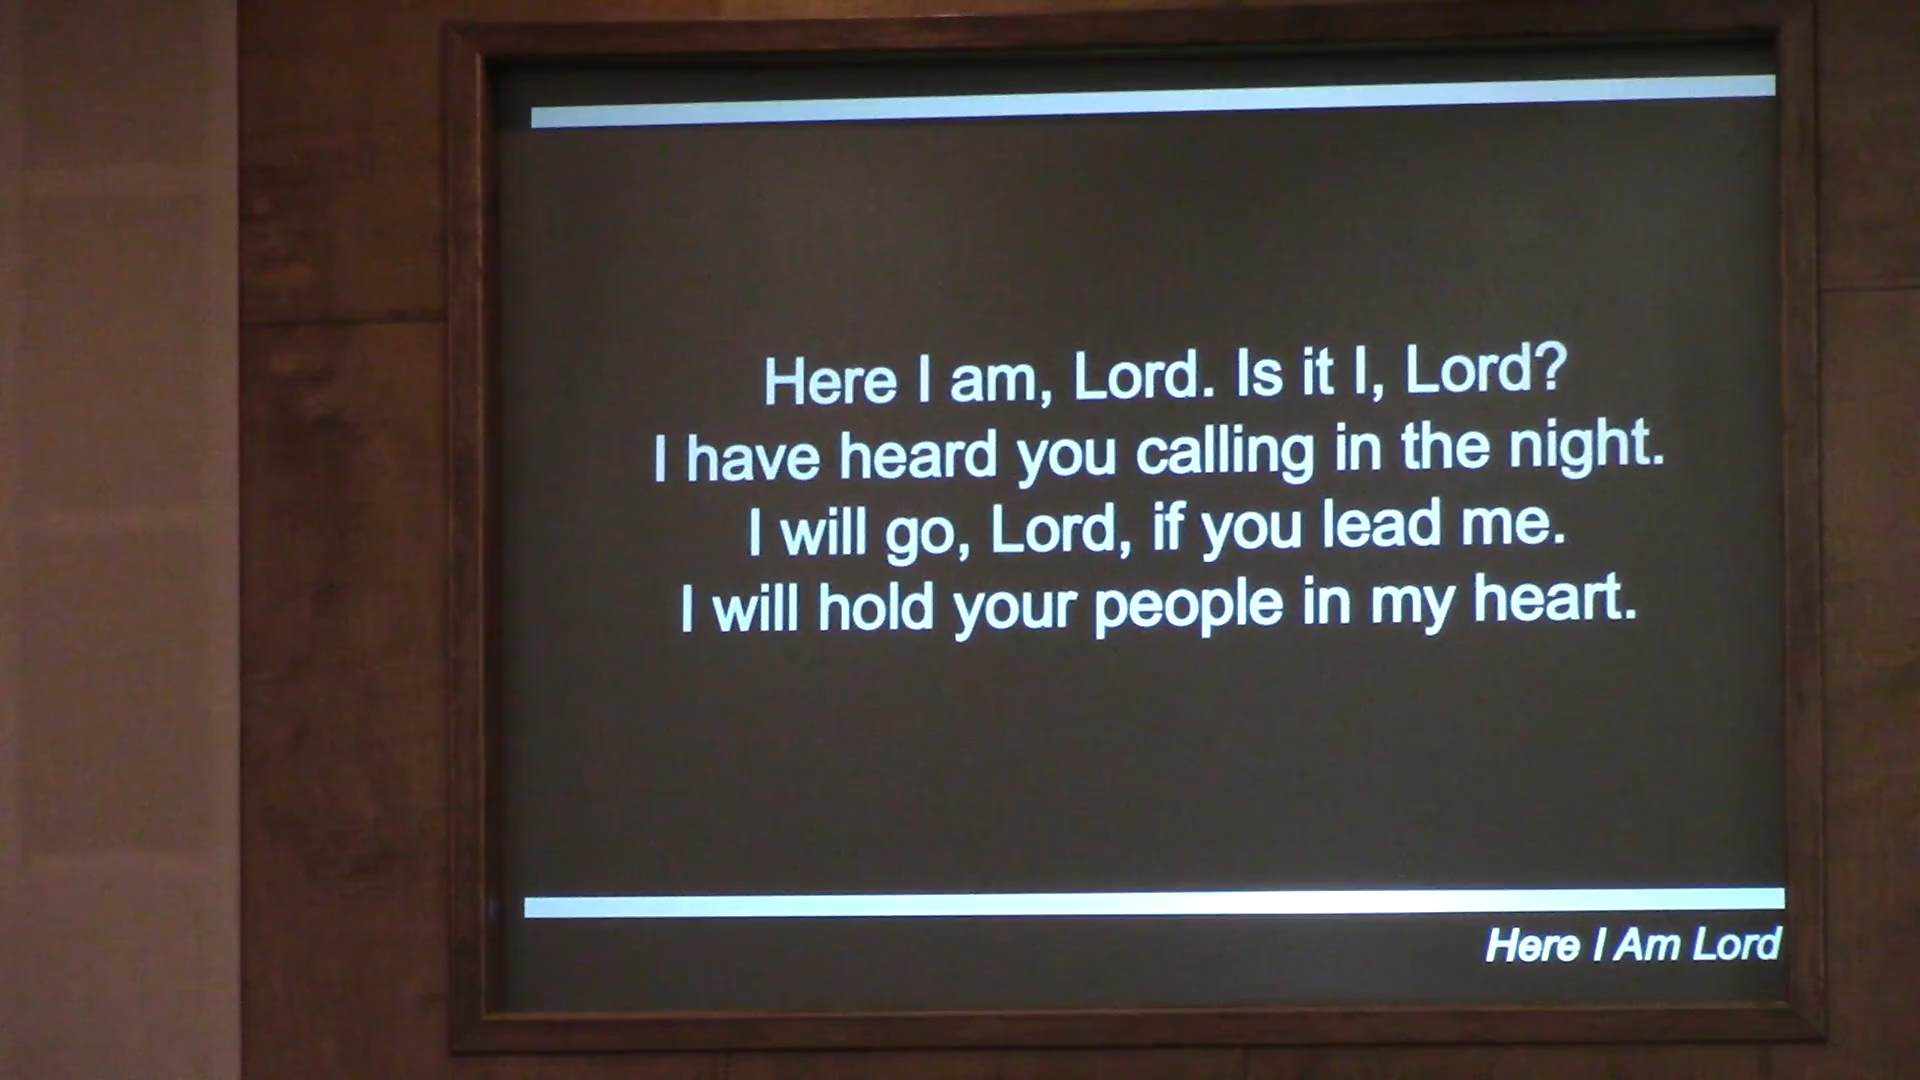 Here I am, Lord. Is it I, Lord?
I have heard you calling in the night.
I will go, Lord, if you lead me.
I will hold your people in my heart.
Here I Am Lord